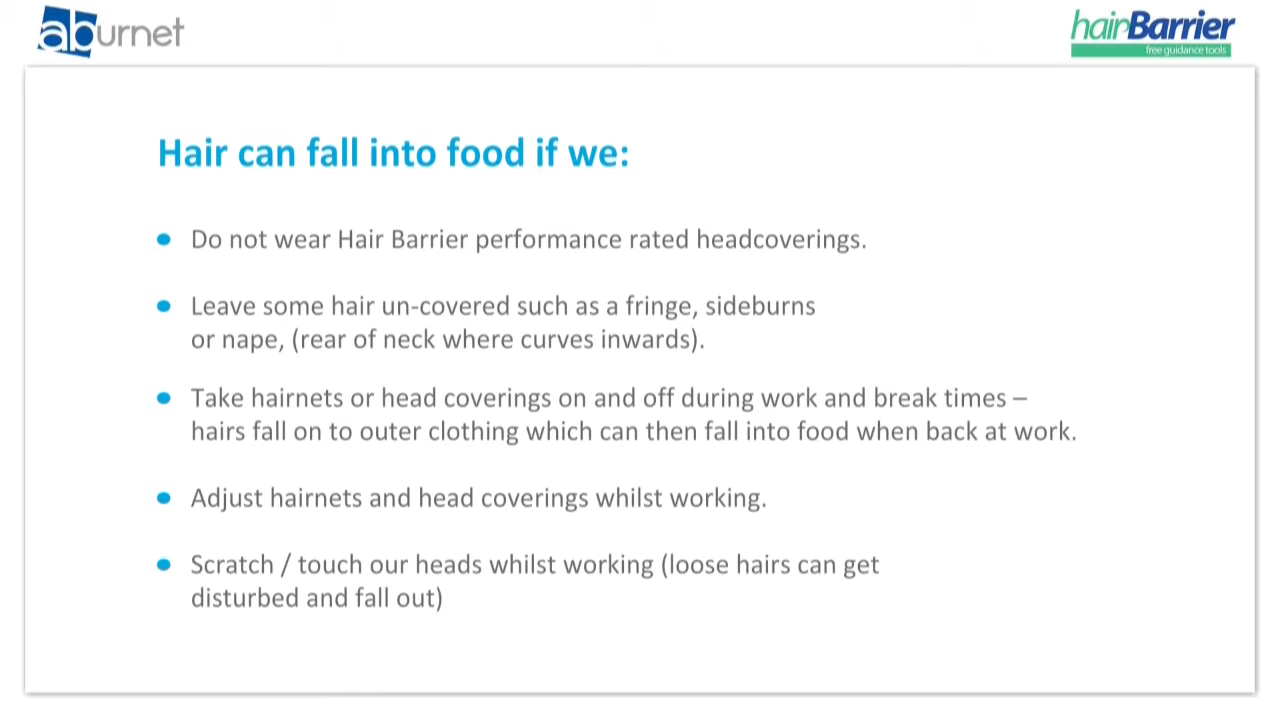 aburnet
hairBarrier
free guidance tools
Hair can fall into food if we:
Do not wear Hair Barrier performance rated headcoverings.
Leave some hair un-covered such as a fringe, sideburns
or nape, (rear of neck where curves inwards).
Take hairnets or head coverings on and off during work and break times –
hairs fall on to outer clothing which can then fall into food when back at work.
Adjust hairnets and head coverings whilst working.
Scratch / touch our heads whilst working (loose hairs can get
disturbed and fall out)